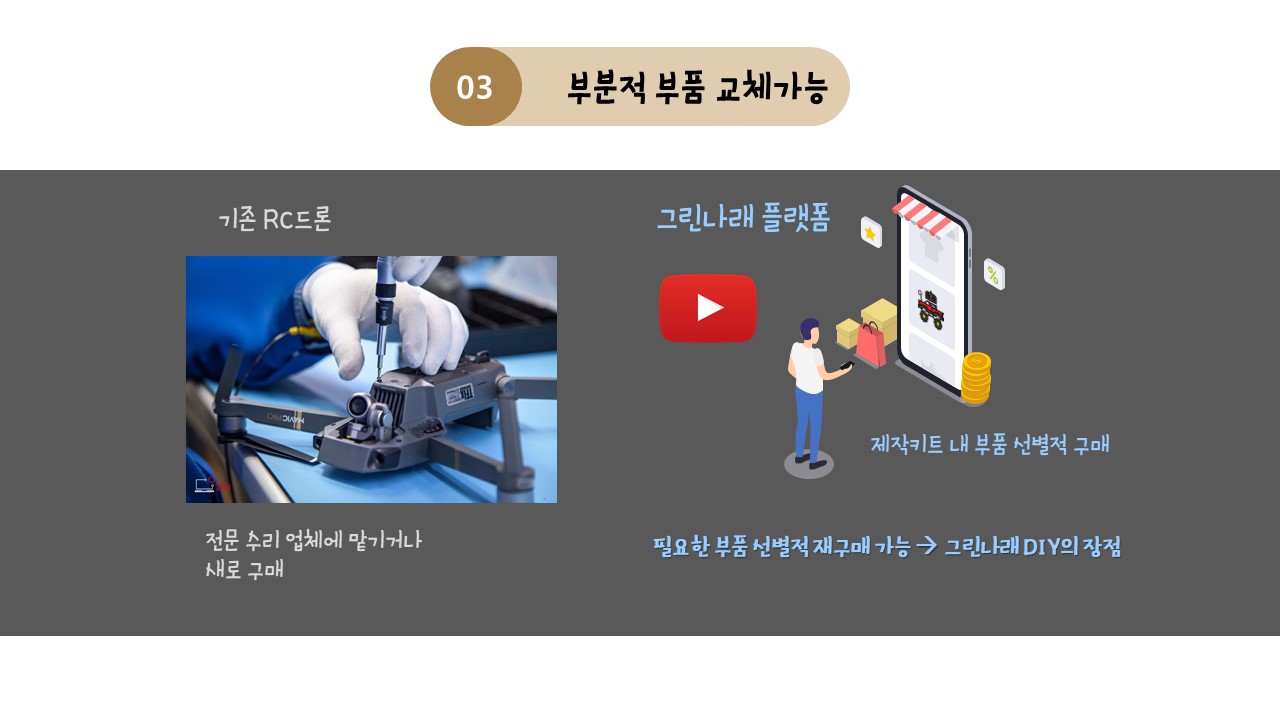 03
부분적 부품 교체가능
기존 RC드론
그린나래 플랫폼
%
MAVIC PRO
제작키트 내 부품 선별적 구매
전문 수리 업체에 맡기거나
새로 구매
필요한 부품 선별적 재구매 가능 → 그린나래 DIY의 장점